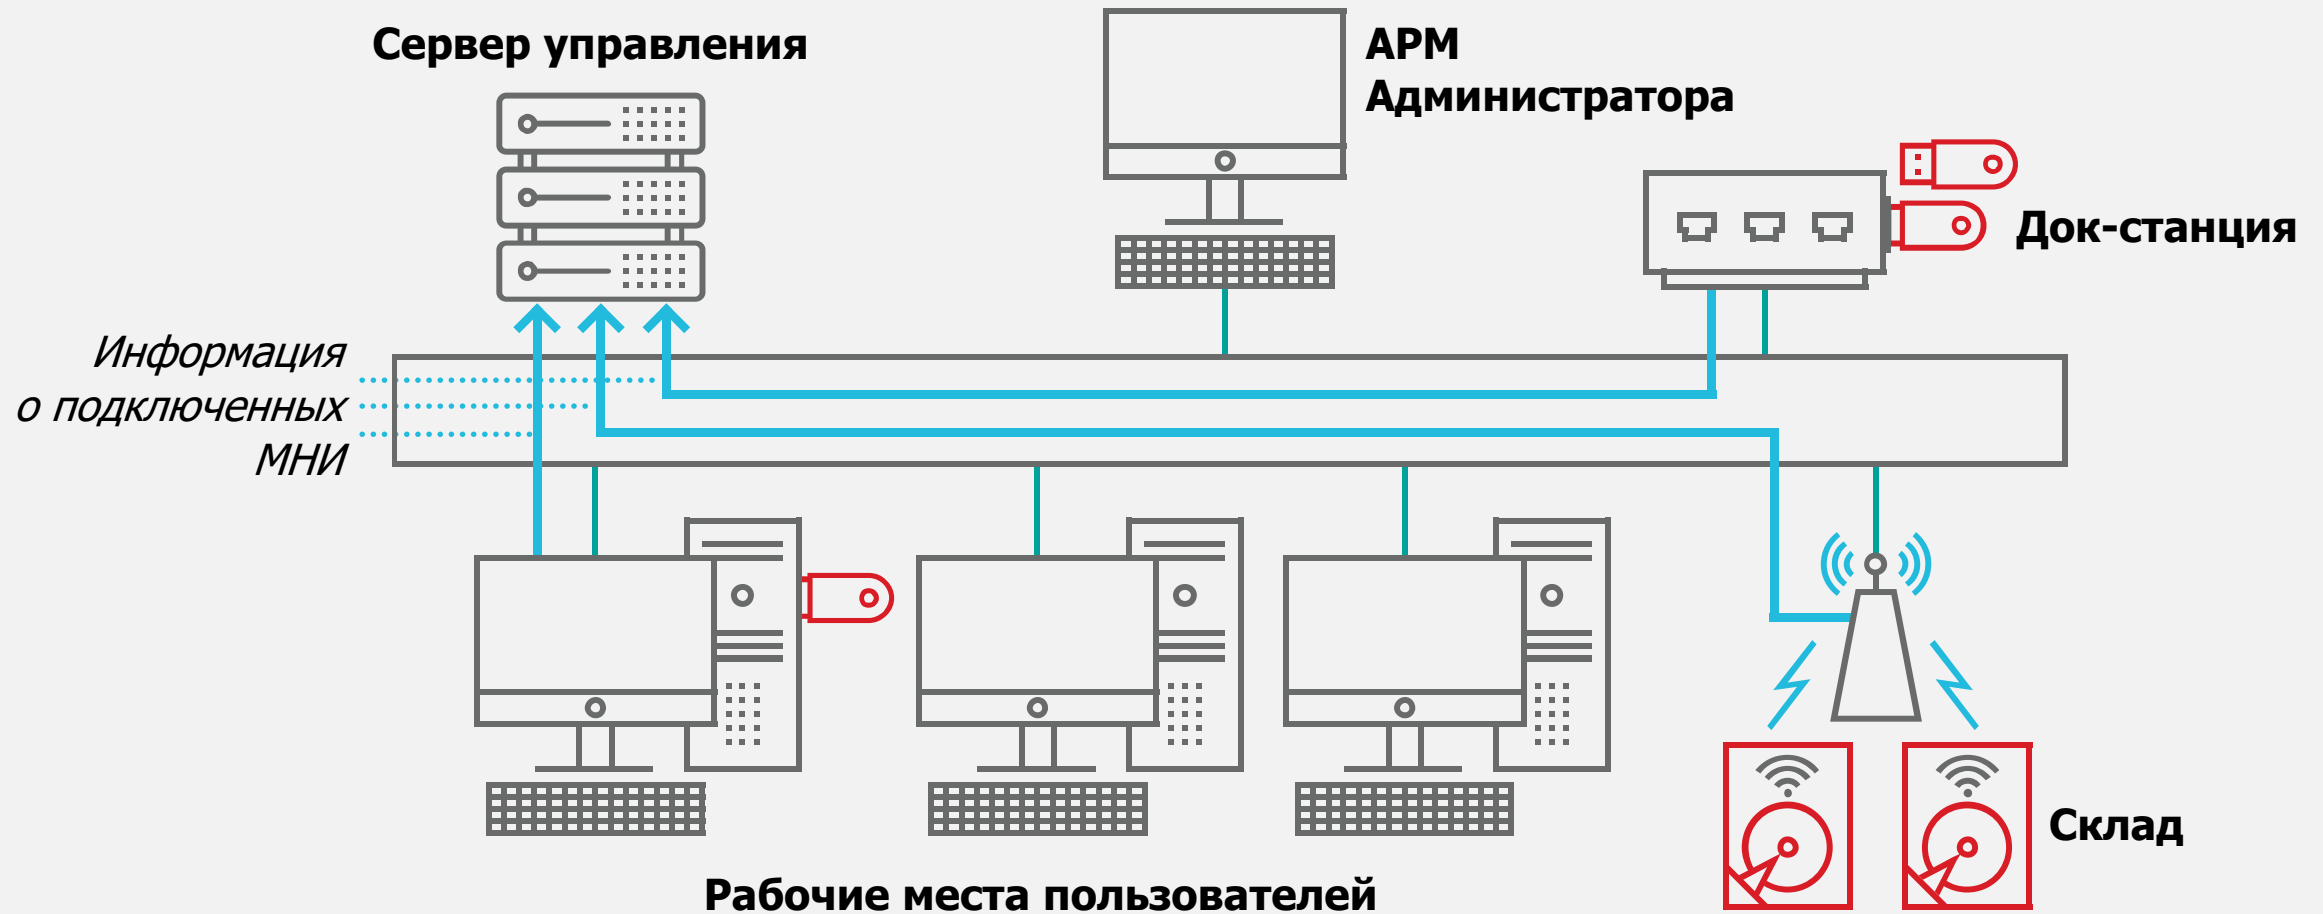 Сервер управления
АРМ
Администратора
Док-станция
Информация
о подключенных
МНИ
Склад
Рабочие места пользователей